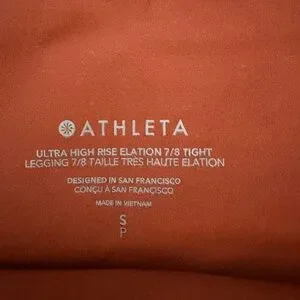 ATHLETA
ULTRA HIGH RISE ELATION 7/8 TIGHT
LEGGING 7/8 TAILLE TRÈS HAUTE ELATION
DESIGNED IN SAN FRANCISCO
CONÇU À SAN FRANCISCO
MADE IN VIETNAM
S
P